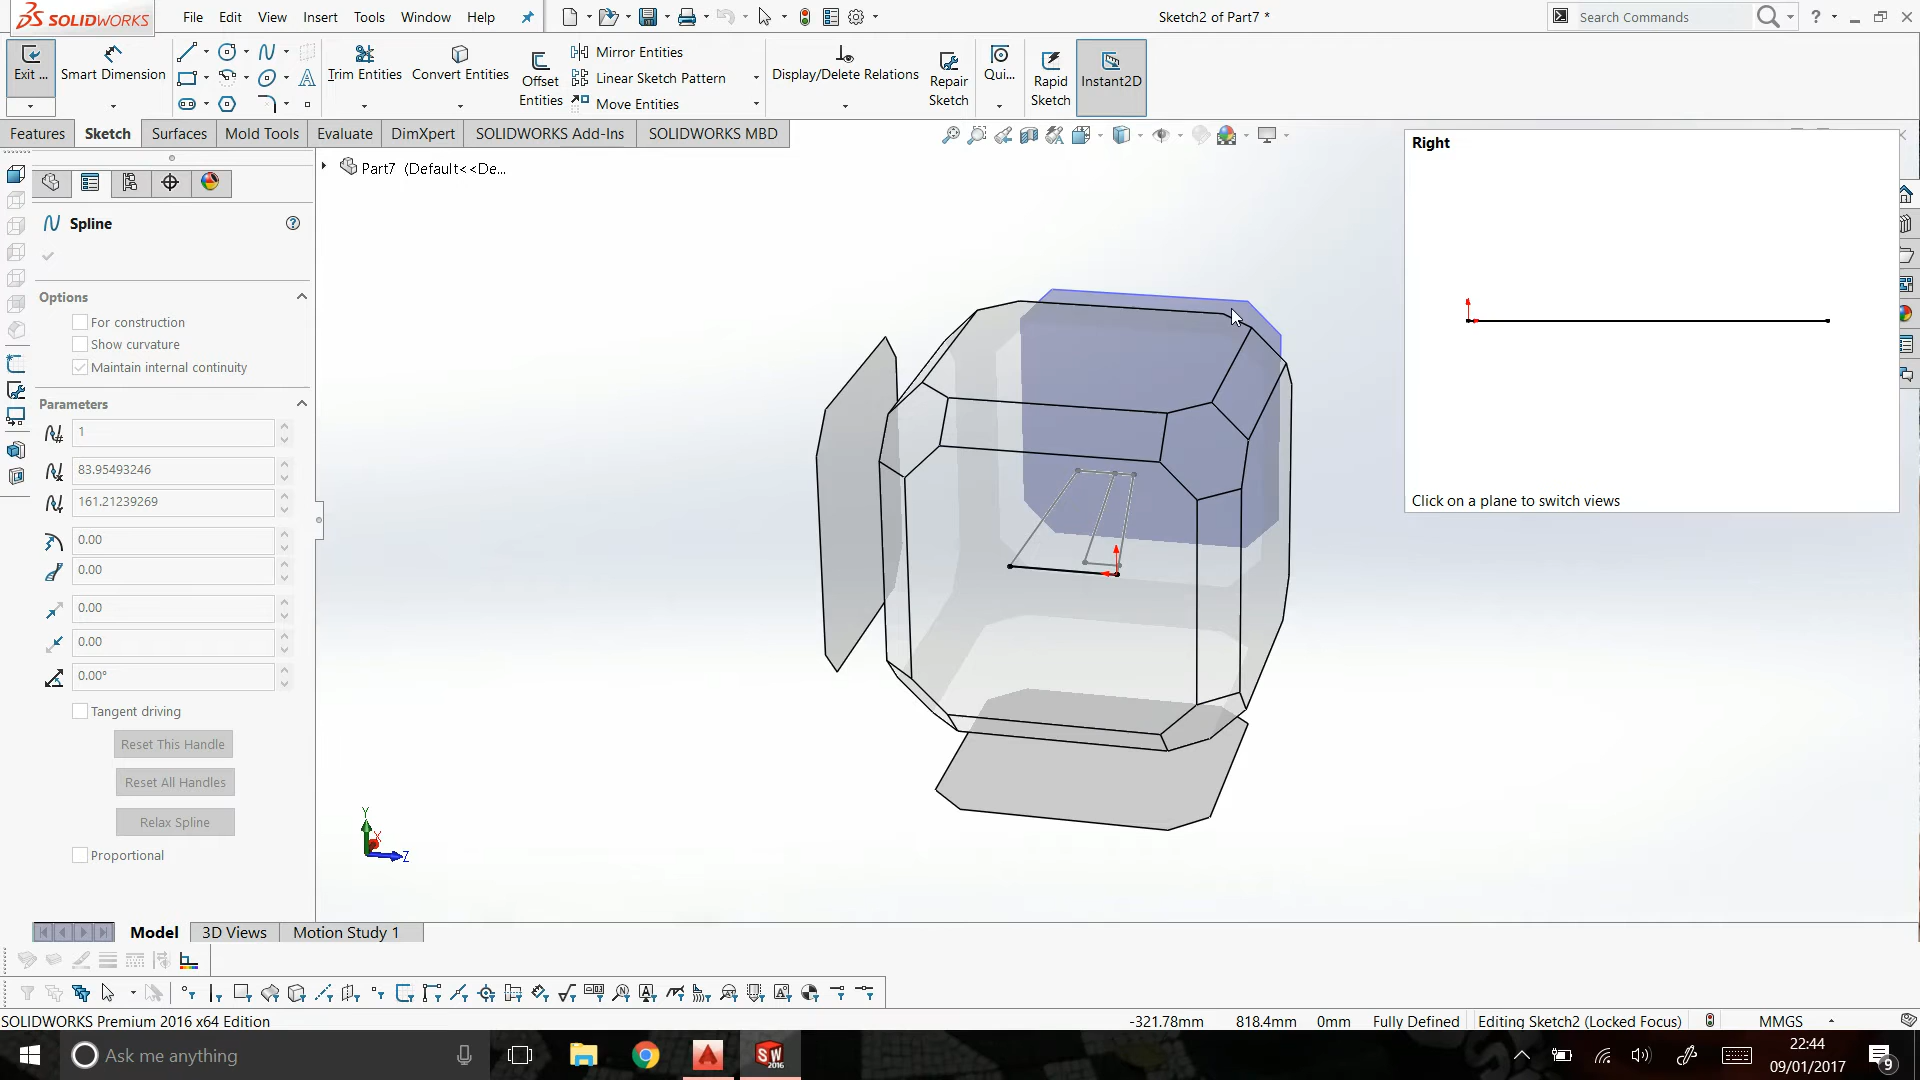 SOLIDWORKS File Edit View Insert Tools Window Help Sketch2 of Part7 * Search Commands ?
Exit ... Smart Dimension Trim Entities Convert Entities Offset Entities Mirror Entities Display/Delete Relations Repair Sketch Qui... Rapid Sketch Instant2D
Linear Sketch Pattern
Move Entities
Features Sketch Surfaces Mold Tools Evaluate DimXpert SOLIDWORKS Add-Ins SOLIDWORKS MBD
Right
Part7 (Default<<De...
Spline
Options
For construction
Show curvature
Maintain internal continuity
Parameters
1
83.95493246
161.21239269
Click on a plane to switch views
0.00
0.00
0.00
0.00
0.00°
Tangent driving
Reset This Handle
Reset All Handles
Relax Spline
Proportional
Y
X
Z
Model 3D Views Motion Study 1
SOLIDWORKS Premium 2016 x64 Edition -321.78mm 818.4mm 0mm Fully Defined Editing Sketch2 (Locked Focus) MMGS
Ask me anything SW 2016 22:44
09/01/2017 9